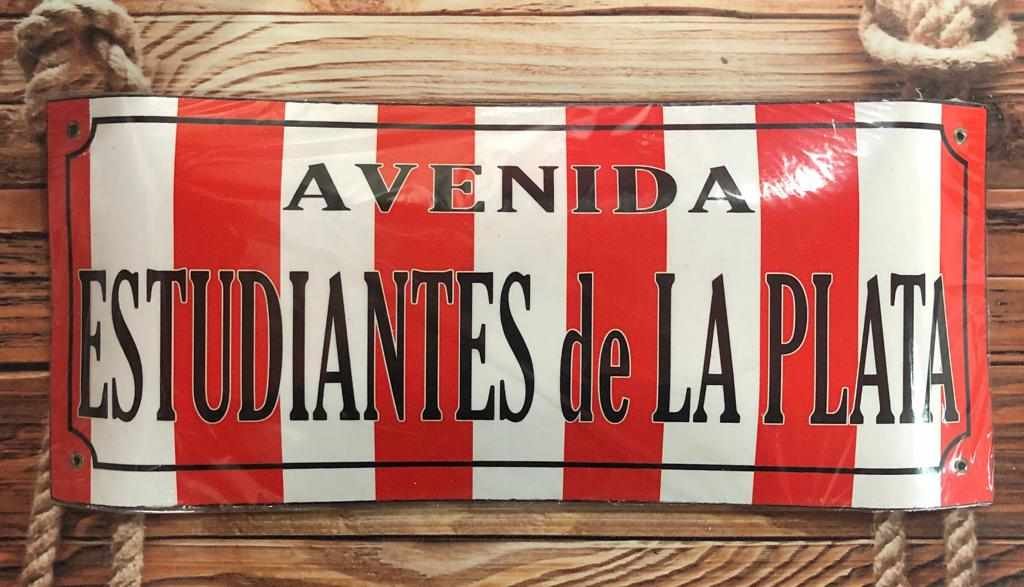 AVENIDA
ESTUDIANTES de LA PLATA